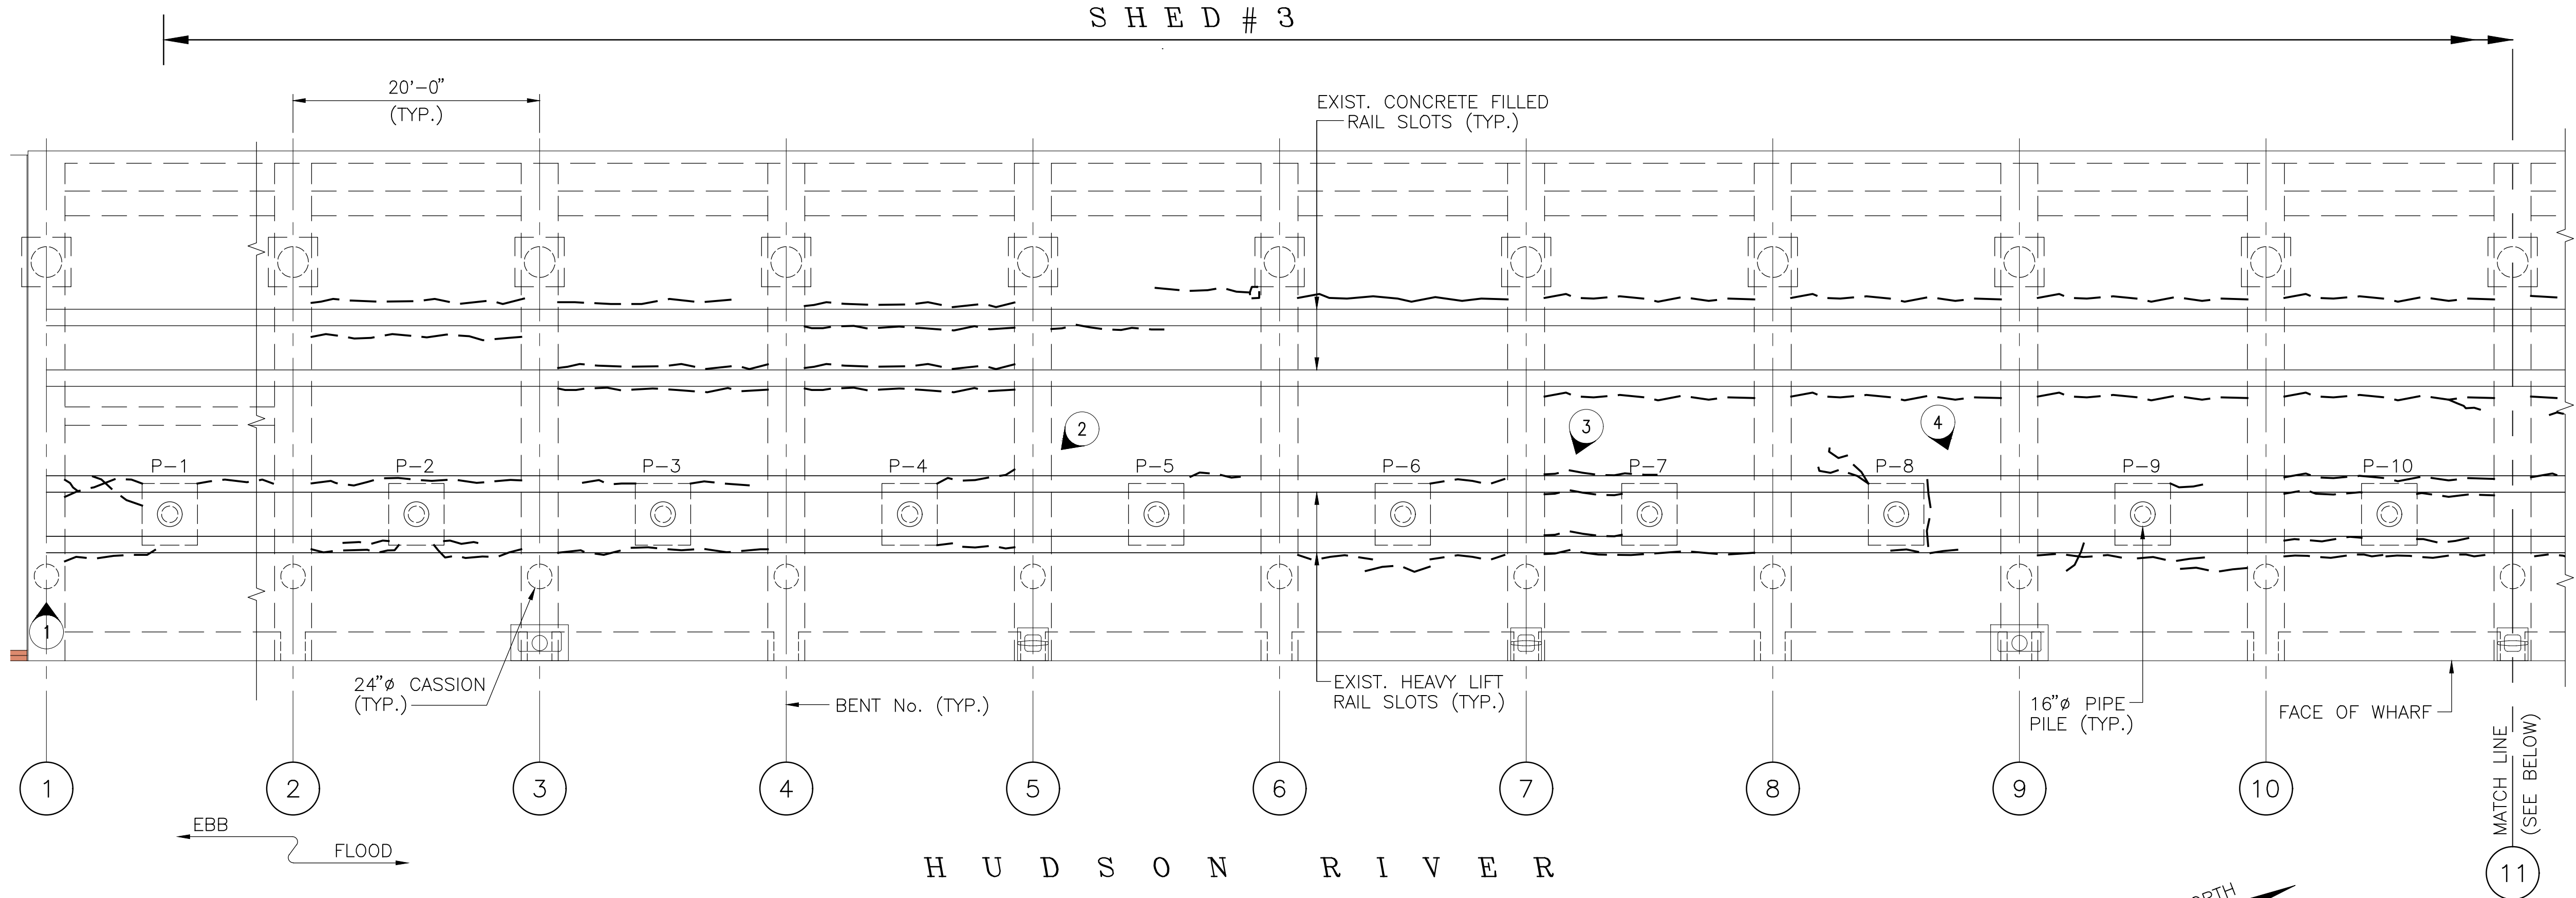 SHED #3
20'-0"
(TYP.)
EXIST. CONCRETE FILLED
RAIL SLOTS (TYP.)
2
3
4
P-1
P-2
P-3
P-4
P-5
P-6
P-7
P-8
P-9
P-10
1
24"ø CASSION
(TYP.)
BENT No. (TYP.)
EXIST. HEAVY LIFT
RAIL SLOTS (TYP.)
16"ø PIPE
PILE (TYP.)
FACE OF WHARF
MATCH LINE
(SEE BELOW)
1
2
3
4
5
6
7
8
9
10
11
EBB
FLOOD
HUDSON RIVER